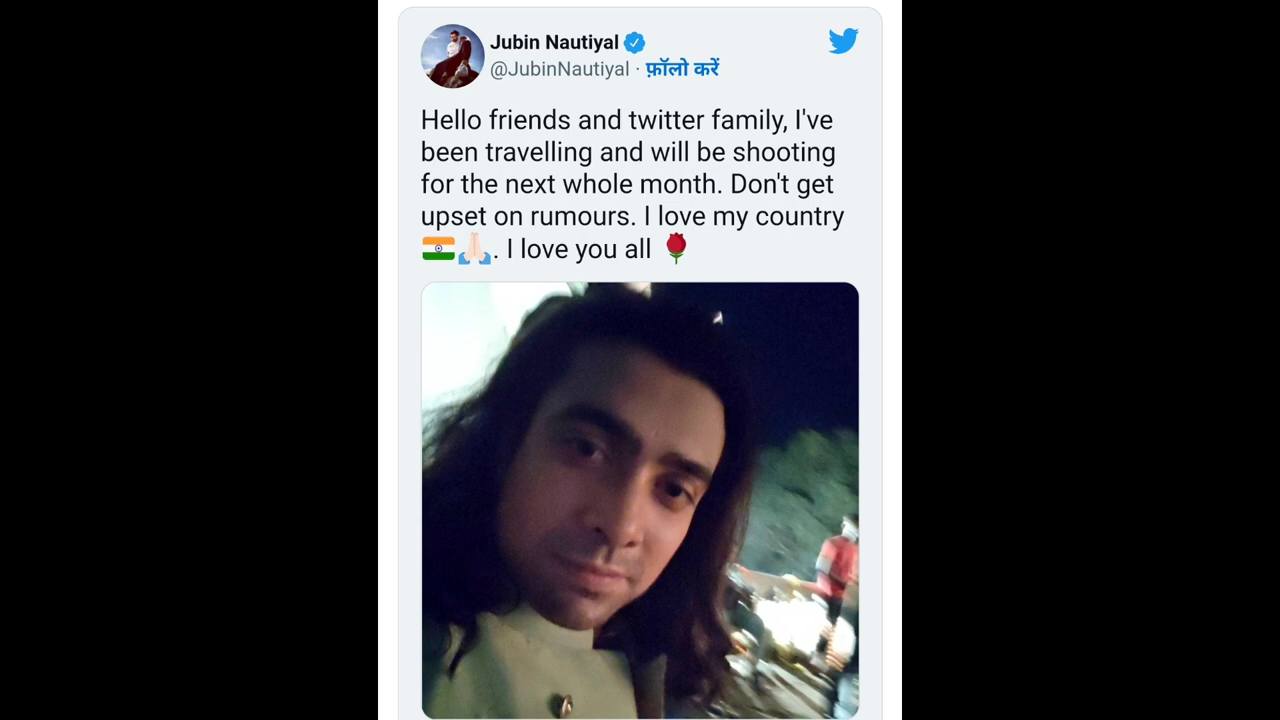 Jubin Nautiyal
@JubinNautiyal · फ़ॉलो करें
Hello friends and twitter family, I've
been travelling and will be shooting
for the next whole month. Don't get
upset on rumours. I love my country
🇮🇳🙏🏻. I love you all 🌹